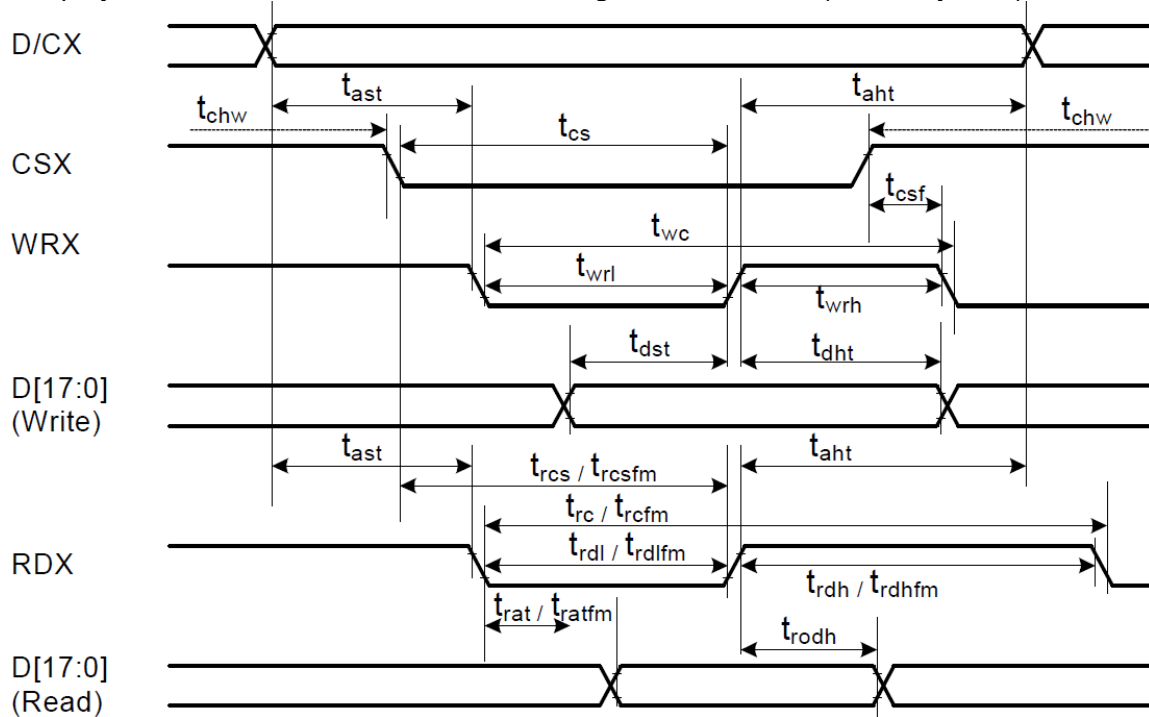 D/CX
tast
taht
tchw
tcs
tchw
CSX
tcsf
WRX
twc
twrl
twrh
tdst
tdht
D[17:0]
(Write)
tast
taht
trcs / trcsfm
trc / trcfm
RDX
trdl / trdlfm
trdh / trdhfm
trat / tratfm
trodh
D[17:0]
(Read)